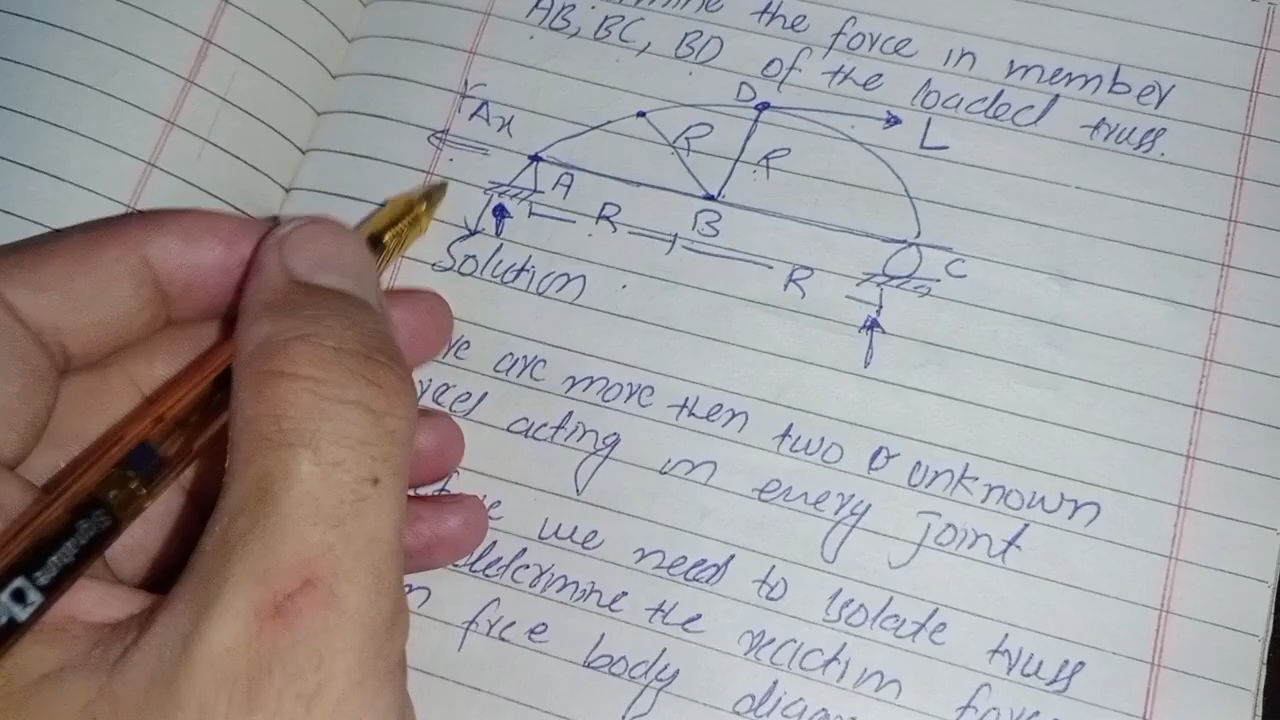 the force in member
AB, BC, BD of the loaded truss.
D
L
FAx
R
R
A
B
R
R
C
Solution
are more then two unknown
acting in every joint
we need to isolate truss
determine the reaction
free body